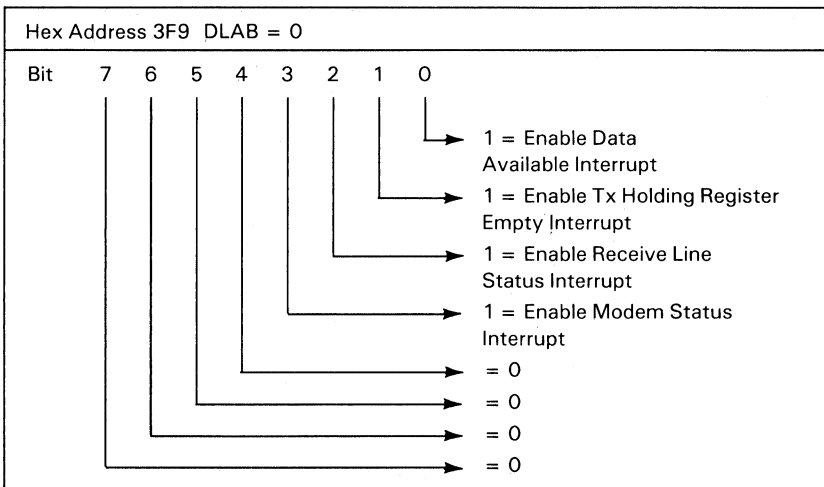 Hex Address 3F9 DLAB = 0
Bit 7 6 5 4 3 2 1 0
1 = Enable Data
Available Interrupt
1 = Enable Tx Holding Register
Empty Interrupt
1 = Enable Receive Line
Status Interrupt
1 = Enable Modem Status
Interrupt
= 0
= 0
= 0
= 0